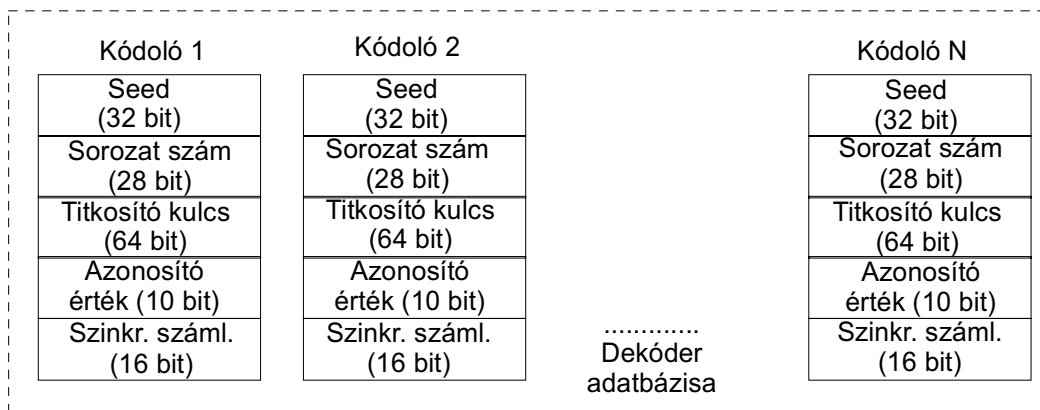 Kódoló 1
Seed
(32 bit)
Sorozat szám
(28 bit)
Titkosító kulcs
(64 bit)
Azonosító
érték (10 bit)
Szinkr. száml.
(16 bit)
Kódoló 2
Seed
(32 bit)
Sorozat szám
(28 bit)
Titkosító kulcs
(64 bit)
Azonosító
érték (10 bit)
Szinkr. száml.
(16 bit)
.............
Dekóder
adatbázisa
Kódoló N
Seed
(32 bit)
Sorozat szám
(28 bit)
Titkosító kulcs
(64 bit)
Azonosító
érték (10 bit)
Szinkr. száml.
(16 bit)